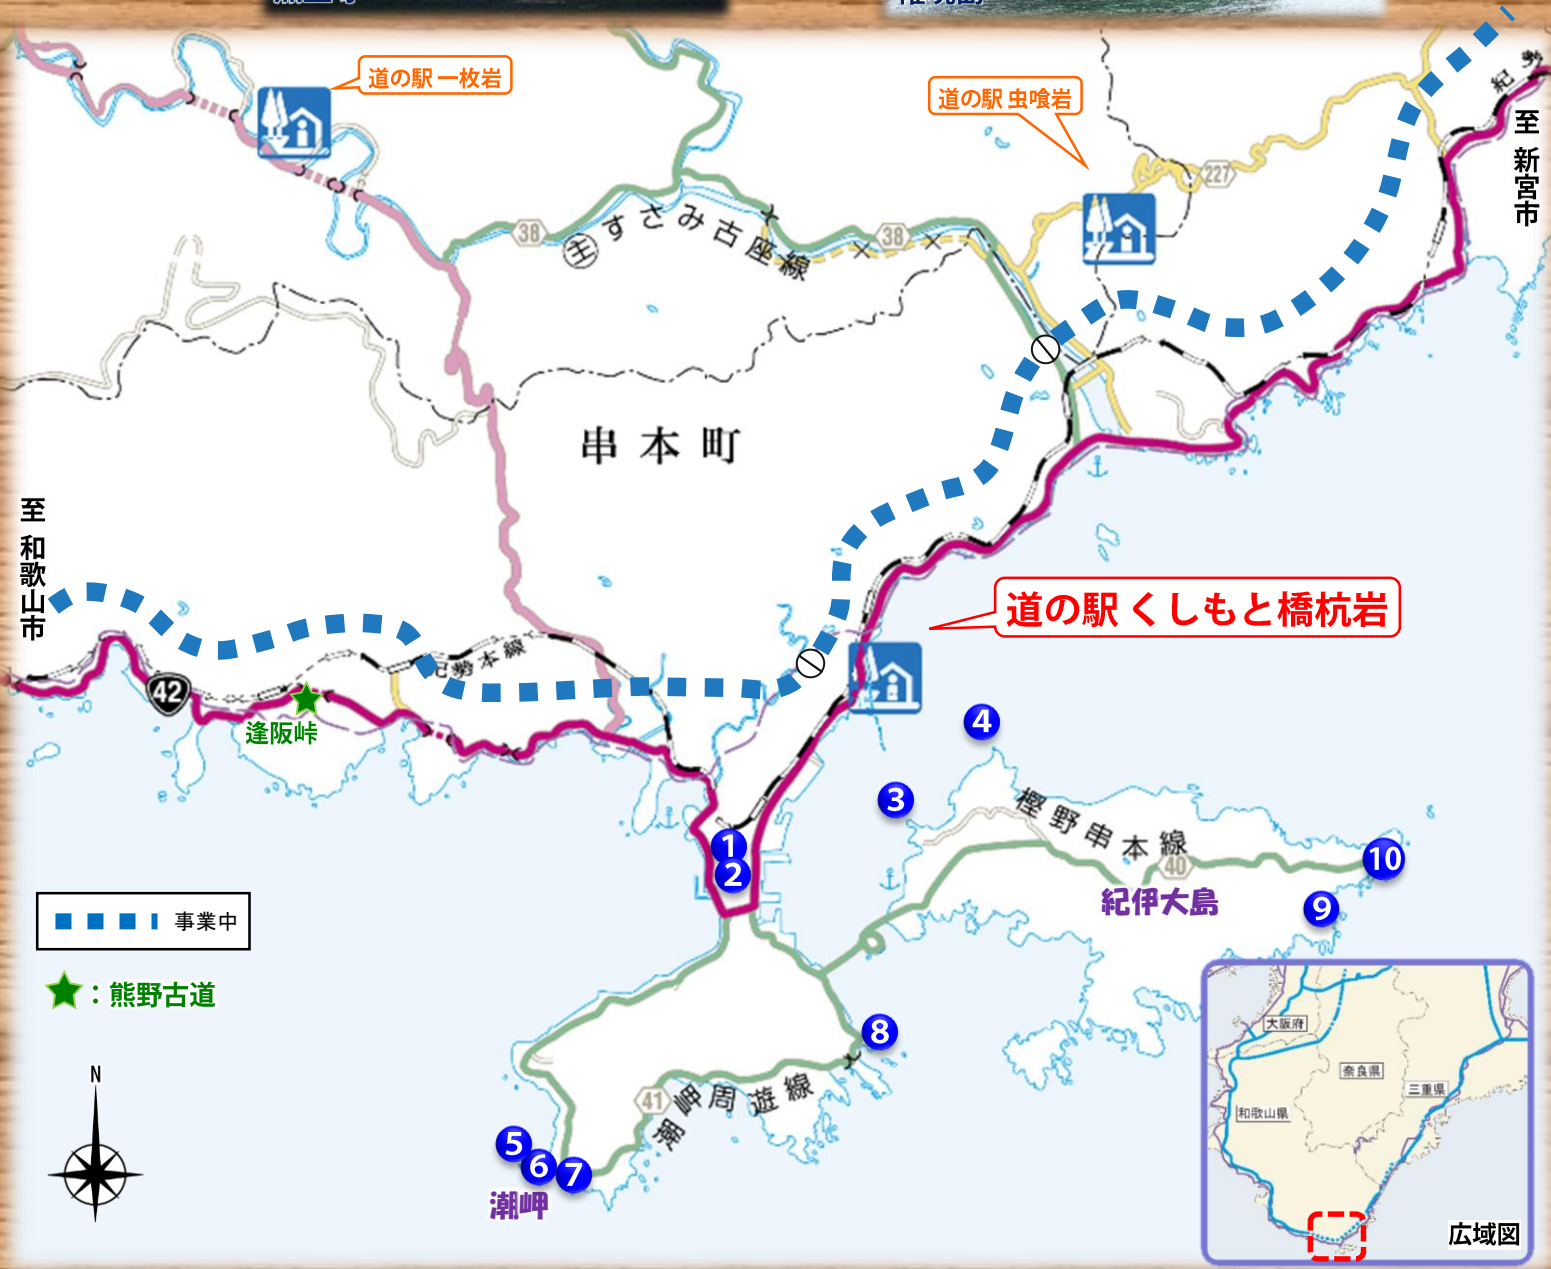 道の駅 一枚岩
道の駅 虫喰岩
紀勢
至 新宮市
227
38
38
主 すさみ古座線
串本町
至 和歌山市
道の駅 くしもと橋杭岩
紀勢本線
42
逢阪峠
4
3
樫野串本線
40
10
1
2
紀伊大島
9
事業中
★：熊野古道
8
41
潮岬周遊線
5
6
7
潮岬
N
大阪府
奈良県
三重県
和歌山県
広域図